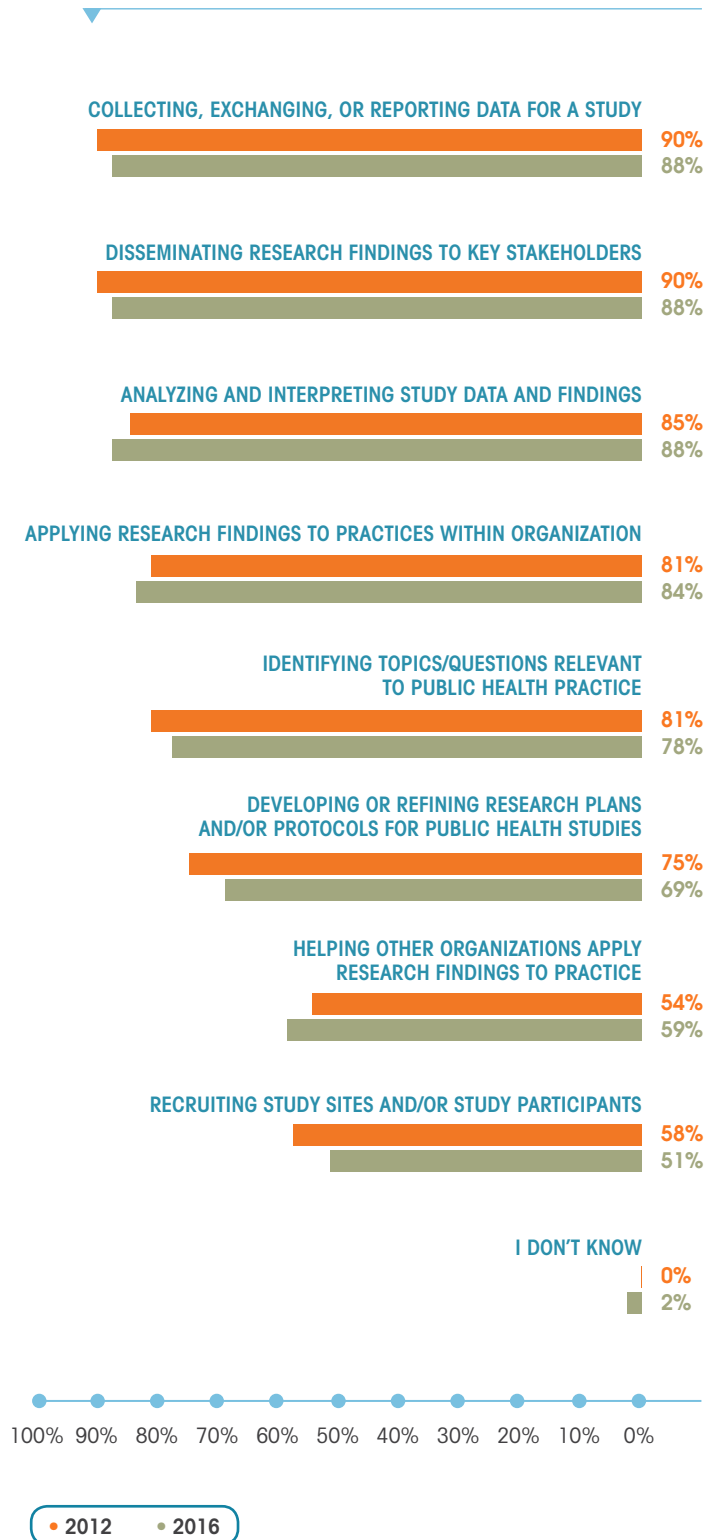 COLLECTING, EXCHANGING, OR REPORTING DATA FOR A STUDY
90%
88%
DISSEMINATING RESEARCH FINDINGS TO KEY STAKEHOLDERS
90%
88%
ANALYZING AND INTERPRETING STUDY DATA AND FINDINGS
85%
88%
APPLYING RESEARCH FINDINGS TO PRACTICES WITHIN ORGANIZATION
81%
84%
IDENTIFYING TOPICS/QUESTIONS RELEVANT
TO PUBLIC HEALTH PRACTICE
81%
78%
DEVELOPING OR REFINING RESEARCH PLANS
AND/OR PROTOCOLS FOR PUBLIC HEALTH STUDIES
75%
69%
HELPING OTHER ORGANIZATIONS APPLY
RESEARCH FINDINGS TO PRACTICE
54%
59%
RECRUITING STUDY SITES AND/OR STUDY PARTICIPANTS
58%
51%
I DON'T KNOW
0%
2%
100% 90% 80% 70% 60% 50% 40% 30% 20% 10% 0%
• 2012 • 2016